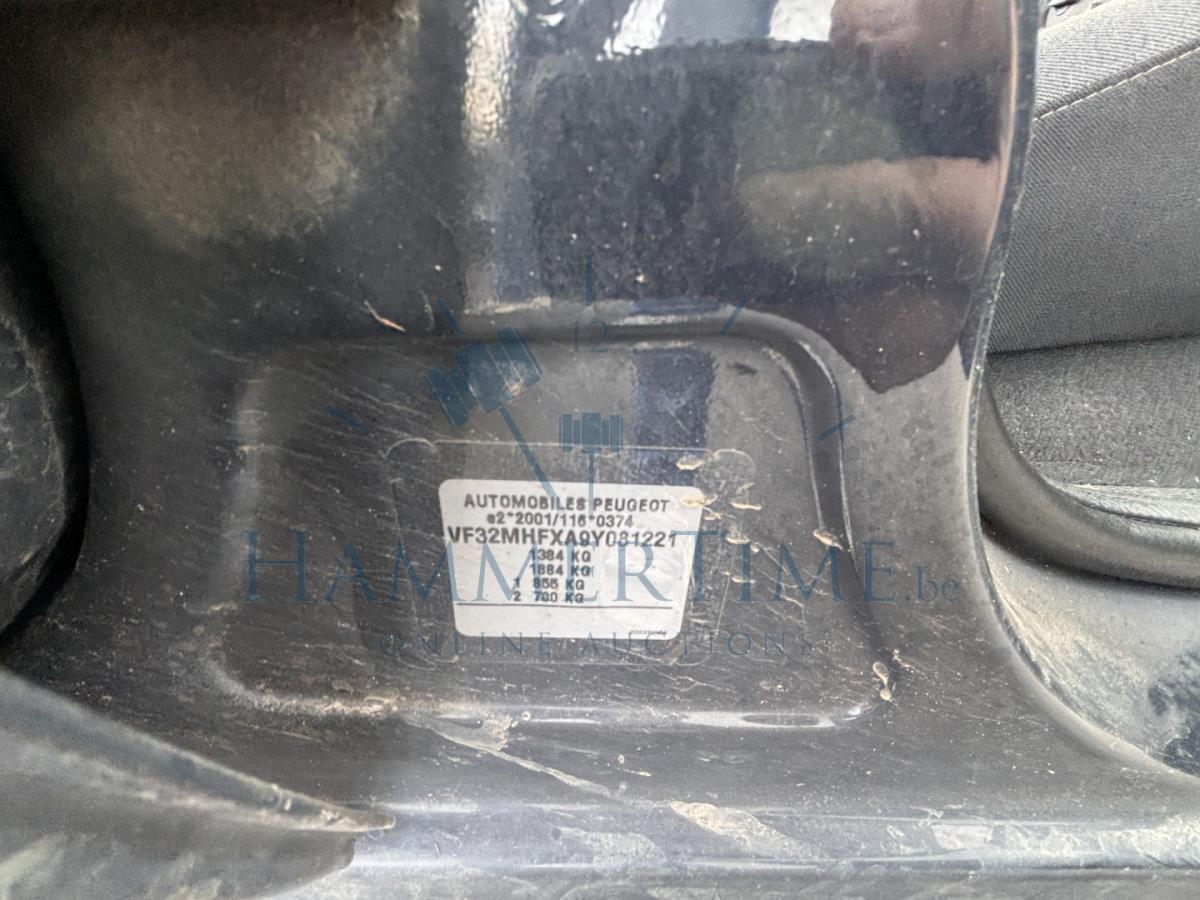 12
AUTOMOBILES PEUGEOT
e2*2001/116*0374
VF32MHFXA9Y081221
1384 KG
1884 KG
1 855 KG
2 780 KG
HAMMERTIME.be
ONLINE AUCTIONS